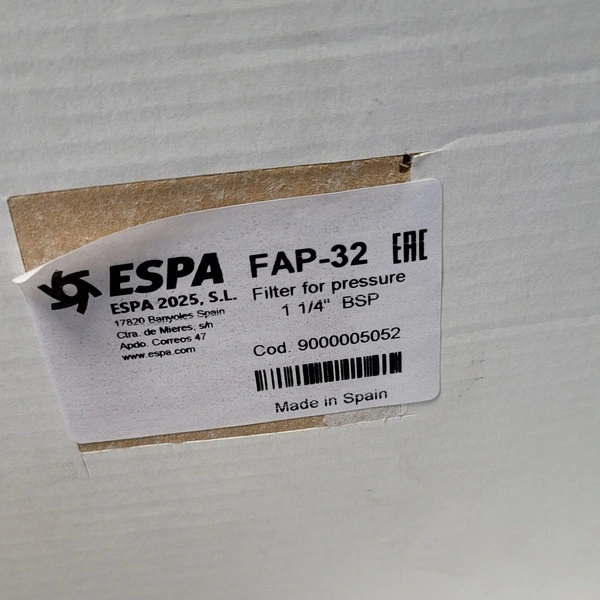 ESPA
ESPA 2025, S.L.
17820 Banyoles Spain
Ctra. de Mieres, s/n
Apdo. Correos 47
www.espa.com
FAP-32
EAC
Filter for pressure
1 1/4" BSP
Cod. 9000005052
Made in Spain